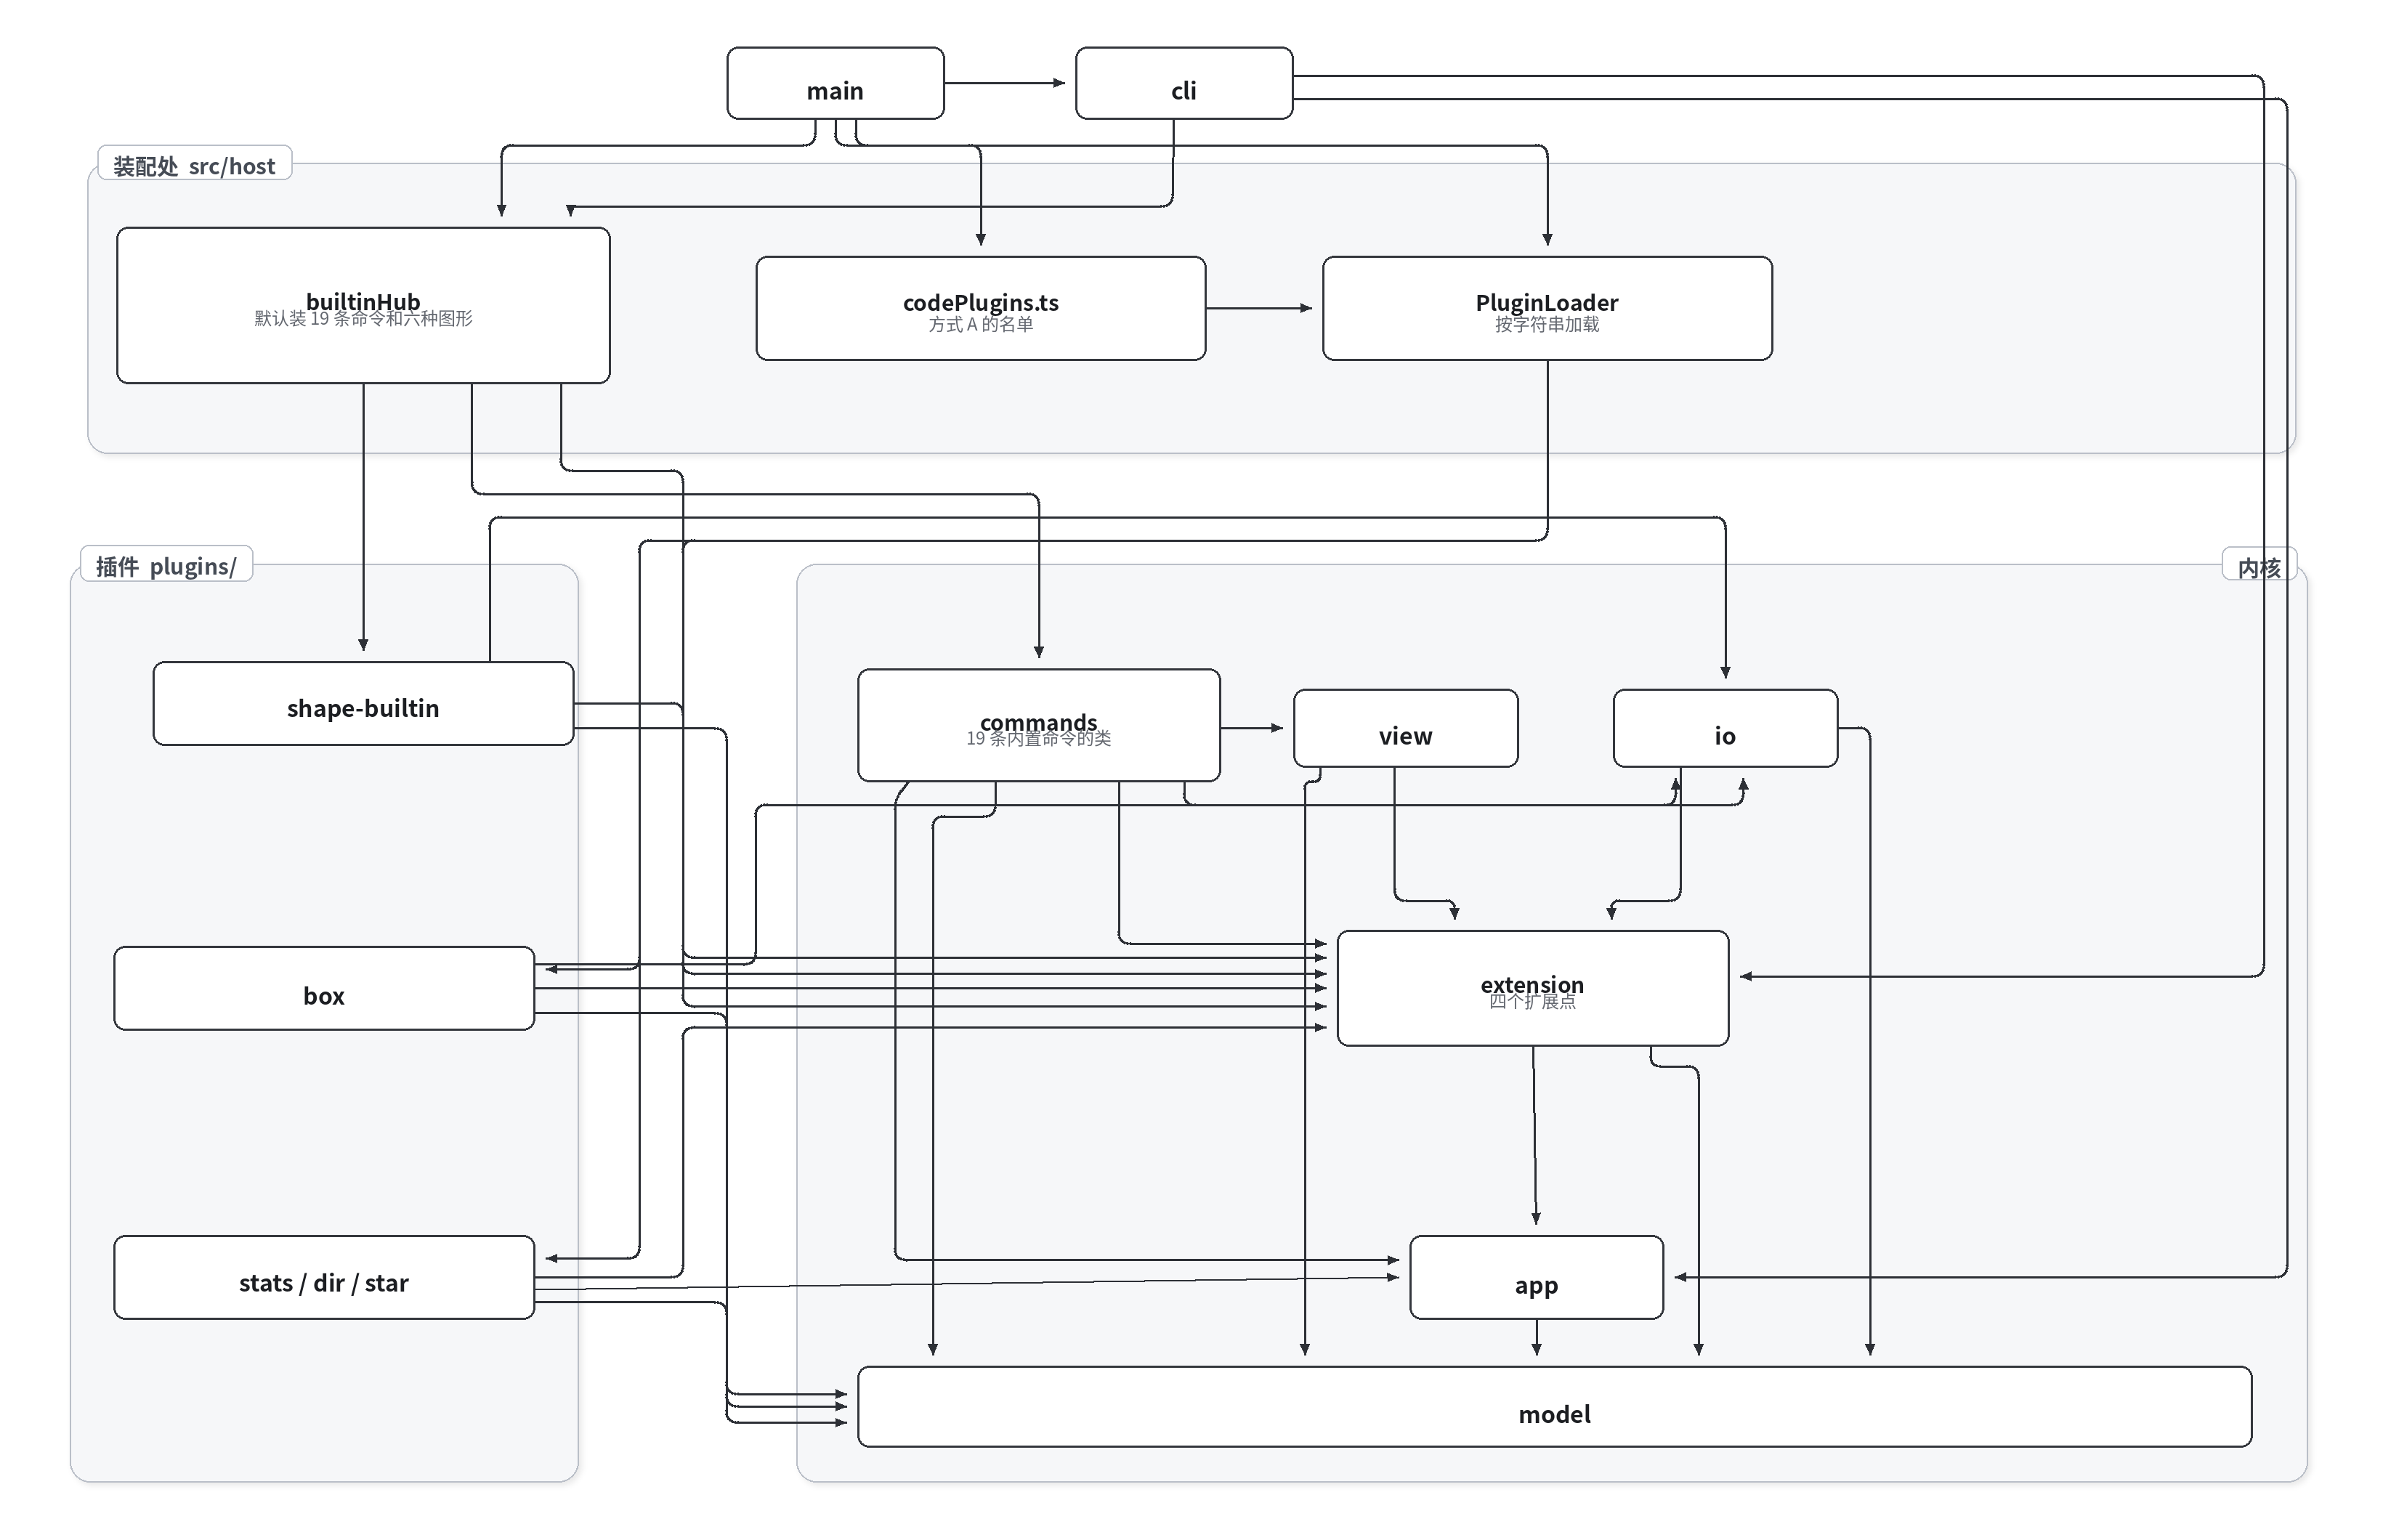 main
cli
装配处 src/host
builtinHub
默认装 19 条命令和六种图形
codePlugins.ts
方式 A 的名单
PluginLoader
按字符串加载
插件 plugins/
内核
shape-builtin
commands
19 条内置命令的类
view
io
box
extension
四个扩展点
stats / dir / star
app
model